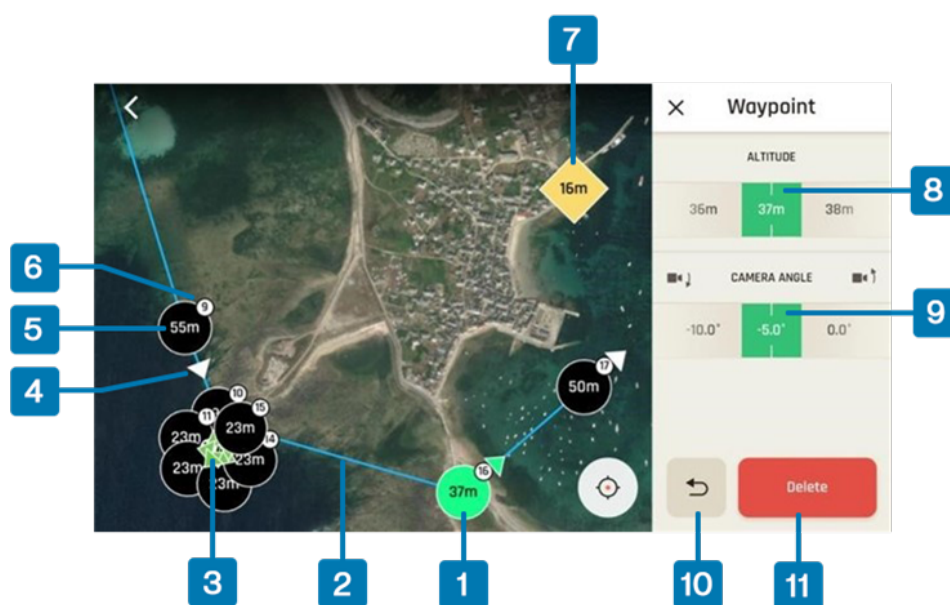 7
Waypoint
ALTITUDE
16m
36m 37m 38m
8
6
9
CAMERA ANGLE
5
55m
-10.0° -5.0° 0.0°
9
4
17
50m
10
15
11
23m
23m
14
23m
23m
23m
16
37m
Delete
3
2
1
10
11